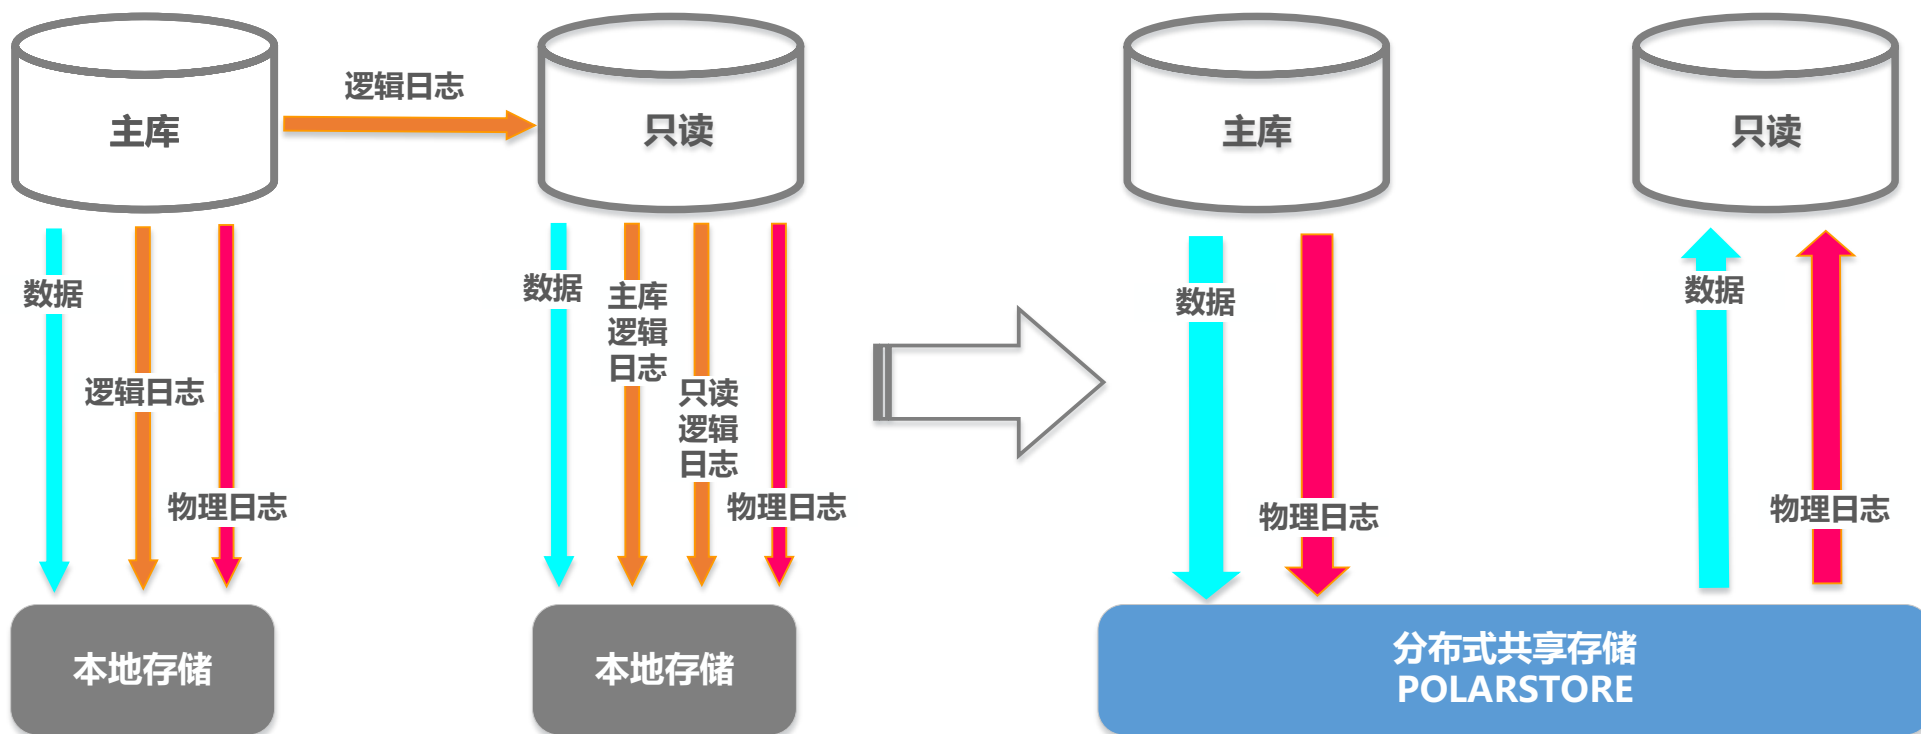 主库
逻辑日志
只读
主库
只读
数据
逻辑日志
物理日志
数据
主库
逻辑
日志
只读
逻辑
日志
物理日志
数据
物理日志
数据
物理日志
本地存储
本地存储
分布式共享存储
POLARSTORE